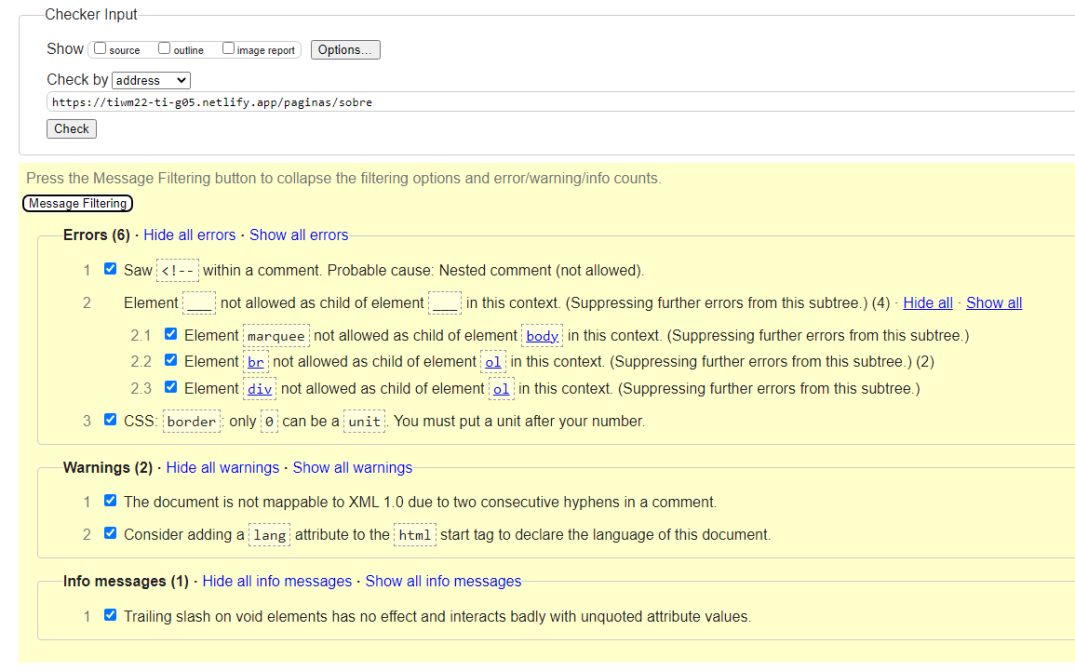 Checker Input
Show source outline image report Options...
Check by address
https://tiwm22-ti-g05.netlify.app/paginas/sobre
Check
Press the Message Filtering button to collapse the filtering options and error/warning/info counts.
Message Filtering
Errors (6) · Hide all errors · Show all errors
1 Saw <!-- within a comment. Probable cause: Nested comment (not allowed).
2 Element ___ not allowed as child of element ___ in this context. (Suppressing further errors from this subtree.) (4) · Hide all · Show all
2.1 Element marquee not allowed as child of element body in this context. (Suppressing further errors from this subtree.)
2.2 Element br not allowed as child of element ol in this context. (Suppressing further errors from this subtree.) (2)
2.3 Element div not allowed as child of element ol in this context. (Suppressing further errors from this subtree.)
3 CSS: border: only 0 can be a unit. You must put a unit after your number.
Warnings (2) · Hide all warnings · Show all warnings
1 The document is not mappable to XML 1.0 due to two consecutive hyphens in a comment.
2 Consider adding a lang attribute to the html start tag to declare the language of this document.
Info messages (1) · Hide all info messages · Show all info messages
1 Trailing slash on void elements has no effect and interacts badly with unquoted attribute values.